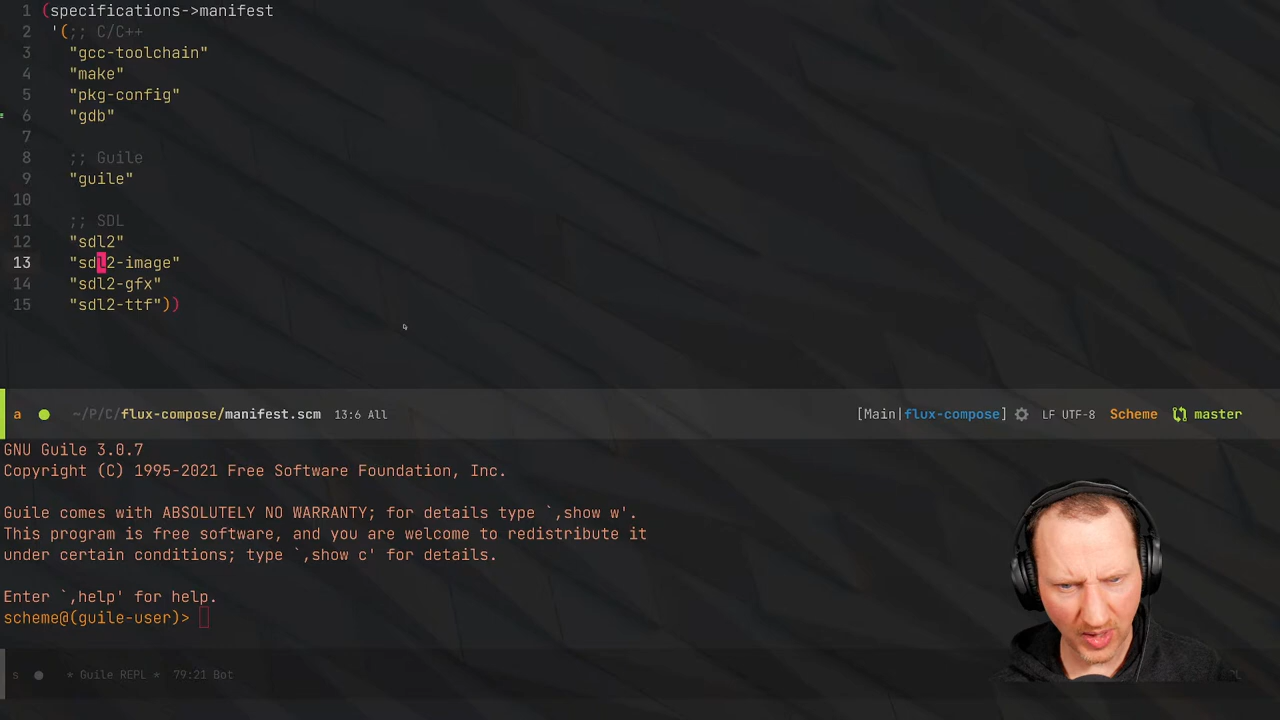 1 (specifications->manifest
2 '(;; C/C++
3 "gcc-toolchain"
4 "make"
5 "pkg-config"
6 "gdb"
7
8 ;; Guile
9 "guile"
10
11 ;; SDL
12 "sdl2"
13 "sdl2-image"
14 "sdl2-gfx"
15 "sdl2-ttf"))
a ~/P/C/flux-compose/manifest.scm 13:6 All [Main|flux-compose] LF UTF-8 Scheme master
GNU Guile 3.0.7
Copyright (C) 1995-2021 Free Software Foundation, Inc.
Guile comes with ABSOLUTELY NO WARRANTY; for details type `,show w'.
This program is free software, and you are welcome to redistribute it
under certain conditions; type `,show c' for details.
Enter `,help' for help.
scheme@(guile-user)>
s * Guile REPL * 79:21 Bot